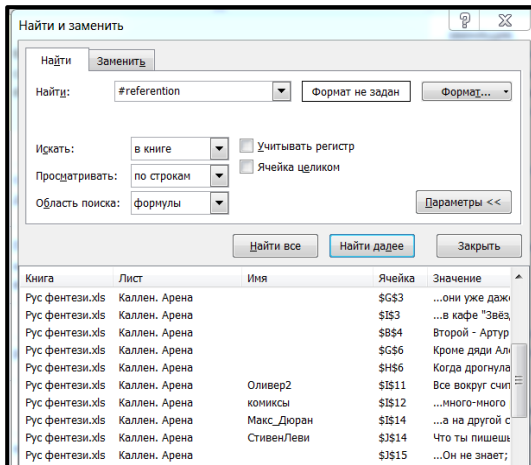 Найти и заменить
Найти Заменить
Найти: #referention Формат не задан Формат...
Искать: в книге Учитывать регистр
Просматривать: по строкам Ячейка целиком
Область поиска: формулы Параметры <<
Найти все Найти далее Закрыть
Книга Лист Имя Ячейка Значение
Рус фентези.xls Каллен. Арена $G$3 ...они уже даж
Рус фентези.xls Каллен. Арена $I$3 ...в кафе "Звёз
Рус фентези.xls Каллен. Арена $B$4 Второй - Артур
Рус фентези.xls Каллен. Арена $G$6 Кроме дяди Ал
Рус фентези.xls Каллен. Арена $H$6 Когда дрогнула
Рус фентези.xls Каллен. Арена Оливер2 $I$11 Все вокруг счит
Рус фентези.xls Каллен. Арена комиксы $I$12 ...много-много
Рус фентези.xls Каллен. Арена Макс_Дюран $I$14 ...а на другой с
Рус фентези.xls Каллен. Арена СтивенЛеви $J$14 Что ты пишешь
Рус фентези.xls Каллен. Арена $J$15 ...Он не знает;